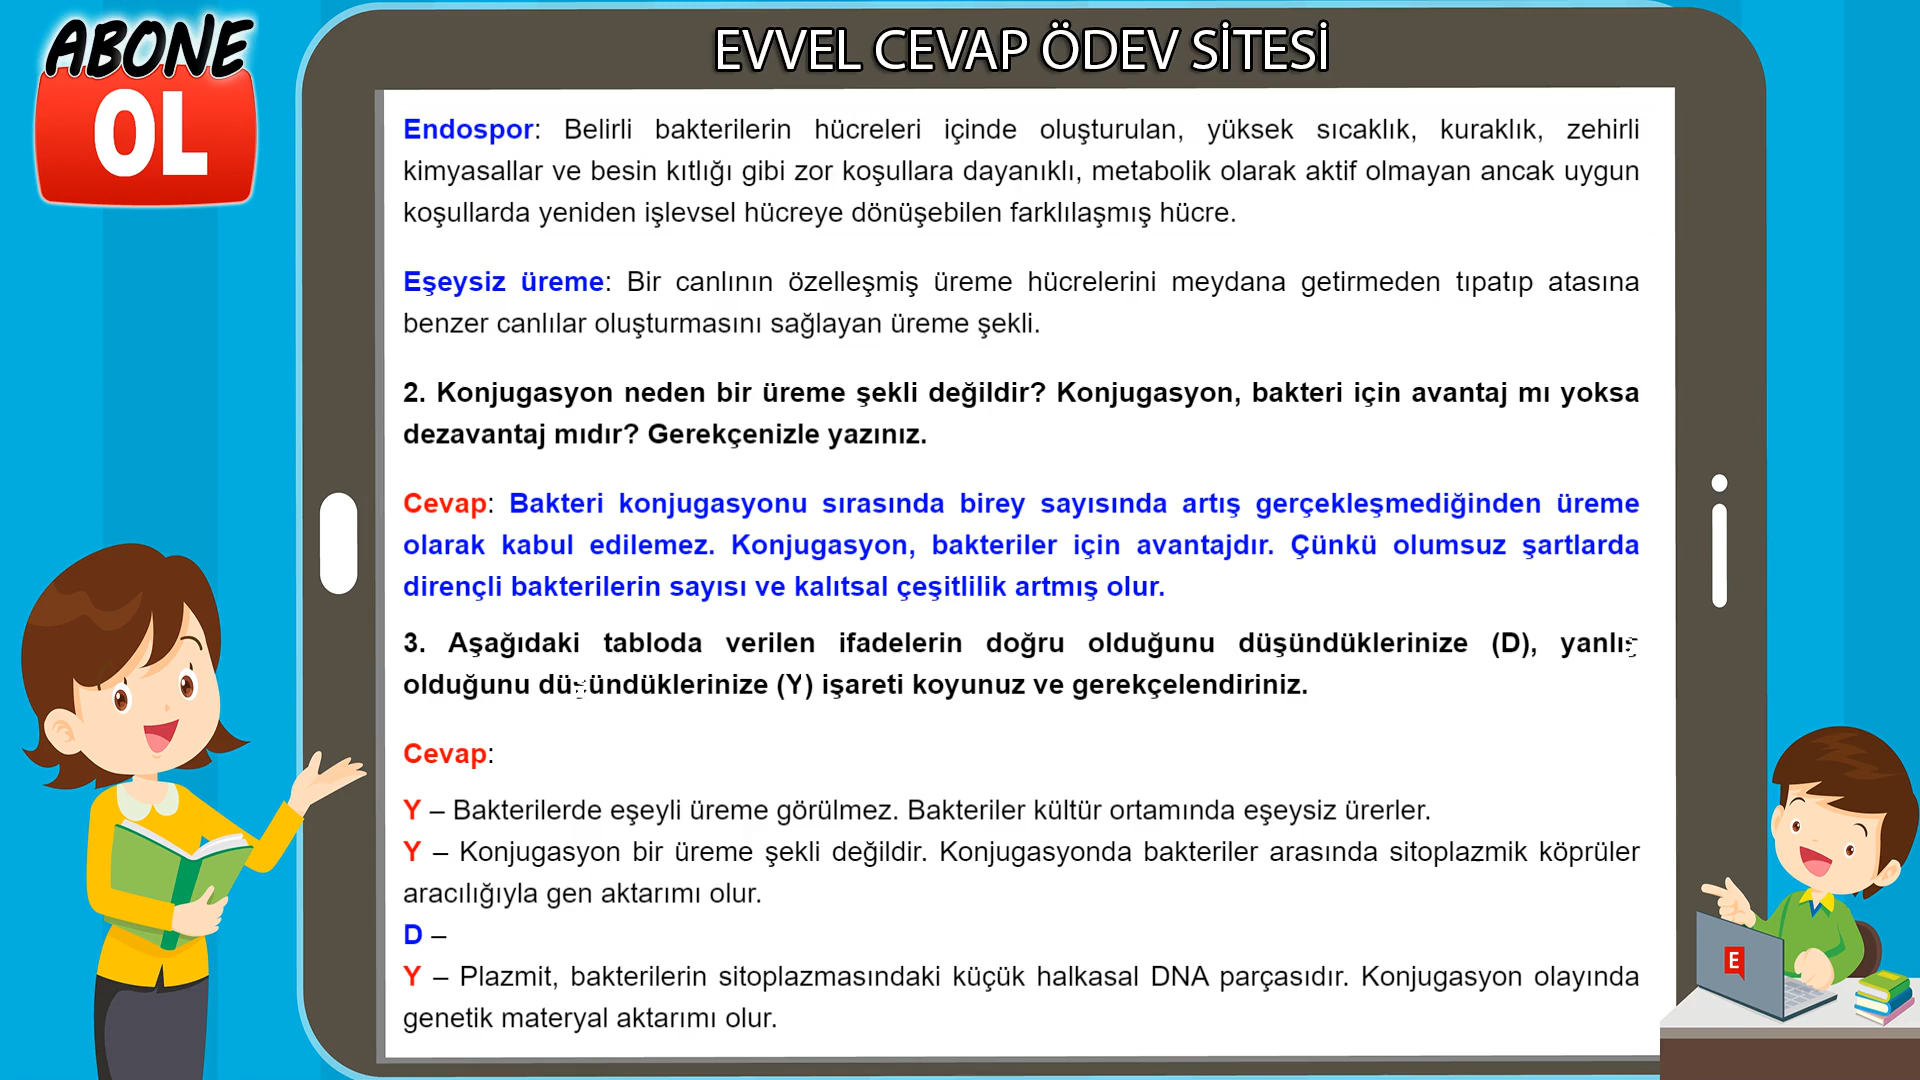 ABONE
OL
EVVEL CEVAP ÖDEV SİTESİ
Endospor: Belirli bakterilerin hücreleri içinde oluşturulan, yüksek sıcaklık, kuraklık, zehirli
kimyasallar ve besin kıtlığı gibi zor koşullara dayanıklı, metabolik olarak aktif olmayan ancak uygun
koşullarda yeniden işlevsel hücreye dönüşebilen farklılaşmış hücre.
Eşeysiz üreme: Bir canlının özelleşmiş üreme hücrelerini meydana getirmeden tıpatıp atasına
benzer canlılar oluşturmasını sağlayan üreme şekli.
2. Konjugasyon neden bir üreme şekli değildir? Konjugasyon, bakteri için avantaj mı yoksa
dezavantaj mıdır? Gerekçenizle yazınız.
Cevap: Bakteri konjugasyonu sırasında birey sayısında artış gerçekleşmediğinden üreme
olarak kabul edilemez. Konjugasyon, bakteriler için avantajdır. Çünkü olumsuz şartlarda
dirençli bakterilerin sayısı ve kalıtsal çeşitlilik artmış olur.
3. Aşağıdaki tabloda verilen ifadelerin doğru olduğunu düşündüklerinize (D), yanlış
olduğunu düşündüklerinize (Y) işareti koyunuz ve gerekçelendiriniz.
Cevap:
Y – Bakterilerde eşeyli üreme görülmez. Bakteriler kültür ortamında eşeysiz ürerler.
Y – Konjugasyon bir üreme şekli değildir. Konjugasyonda bakteriler arasında sitoplazmik köprüler
aracılığıyla gen aktarımı olur.
D –
Y – Plazmit, bakterilerin sitoplazmasındaki küçük halkasal DNA parçasıdır. Konjugasyon olayında
genetik materyal aktarımı olur.
E